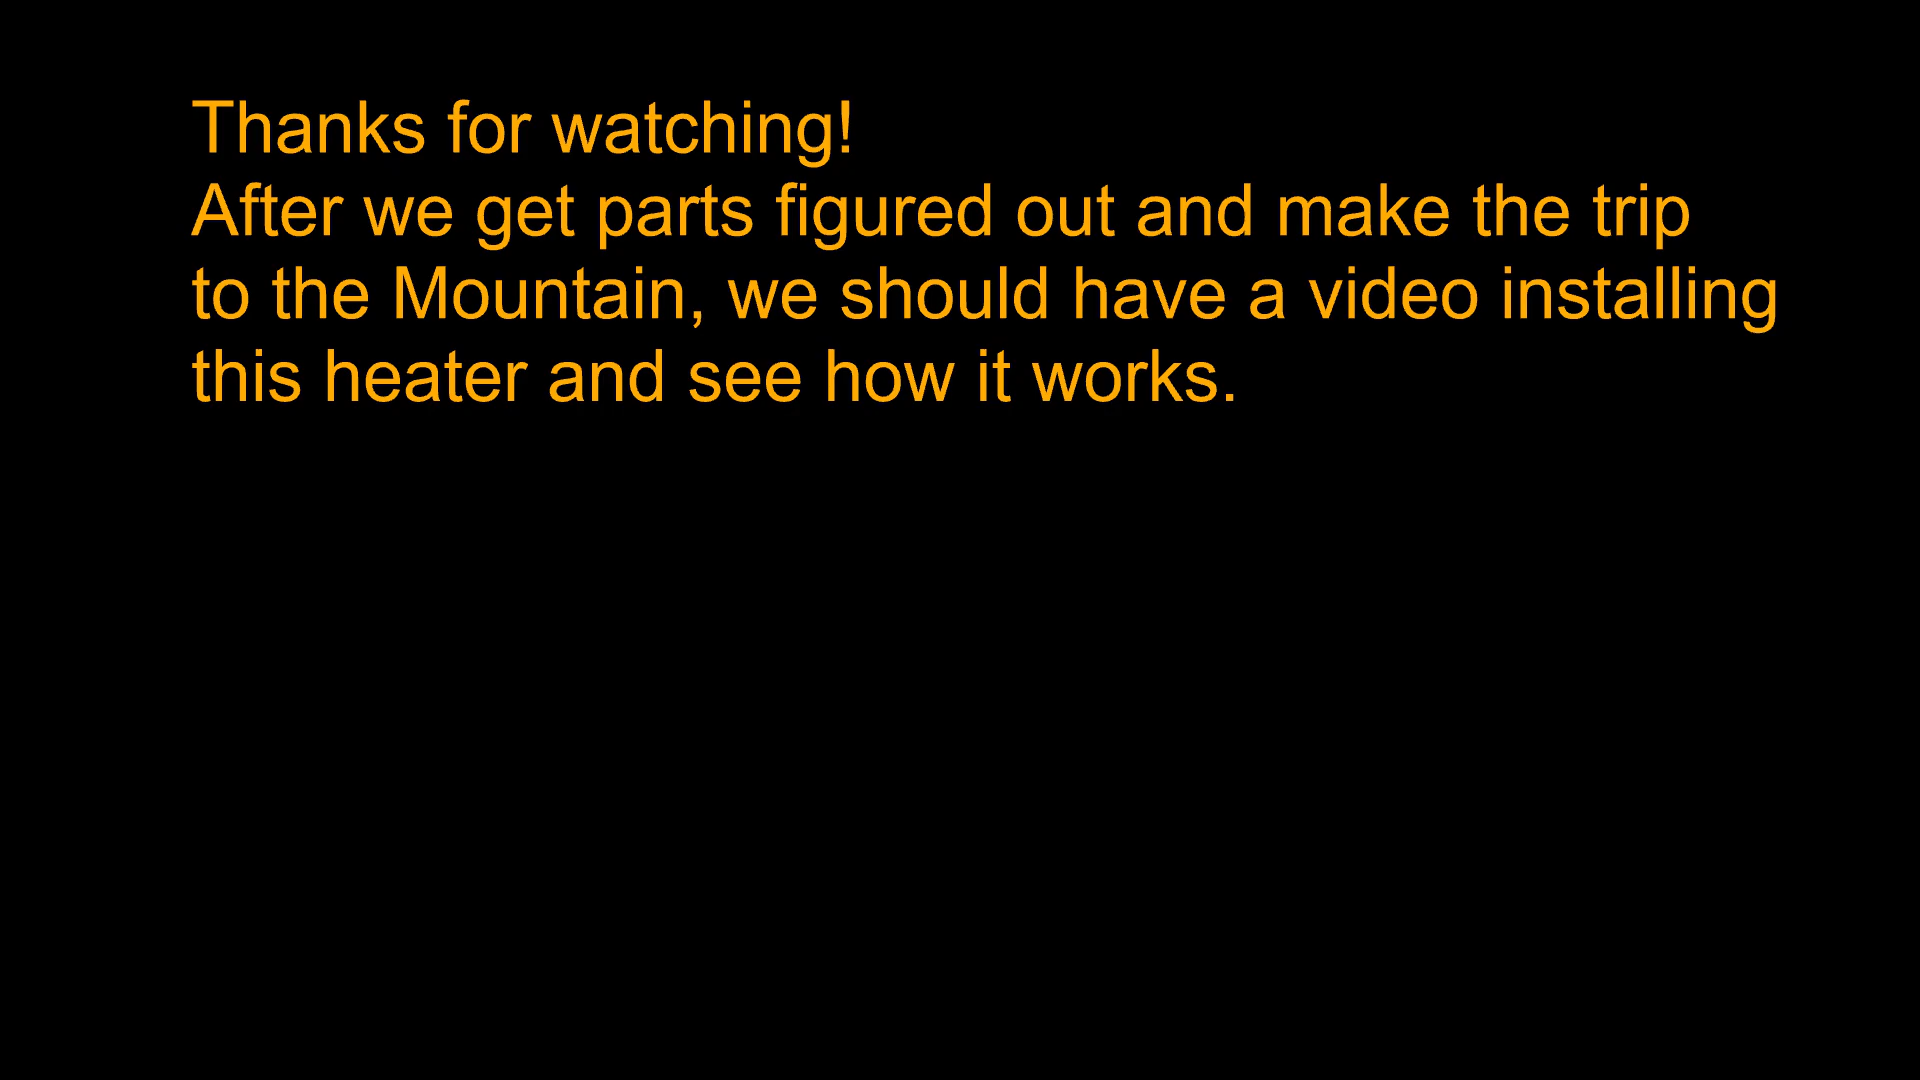 Thanks for watching!
After we get parts figured out and make the trip
to the Mountain, we should have a video installing
this heater and see how it works.